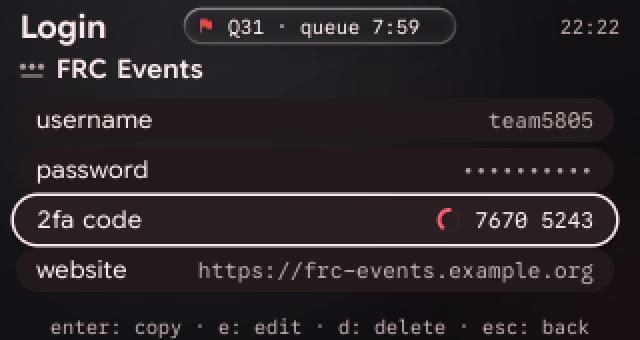 Login
Q31 · queue 7:59
22:22
FRC Events
username team5805
password ••••••••••
2fa code 7670 5243
website https://frc-events.example.org
enter: copy · e: edit · d: delete · esc: back